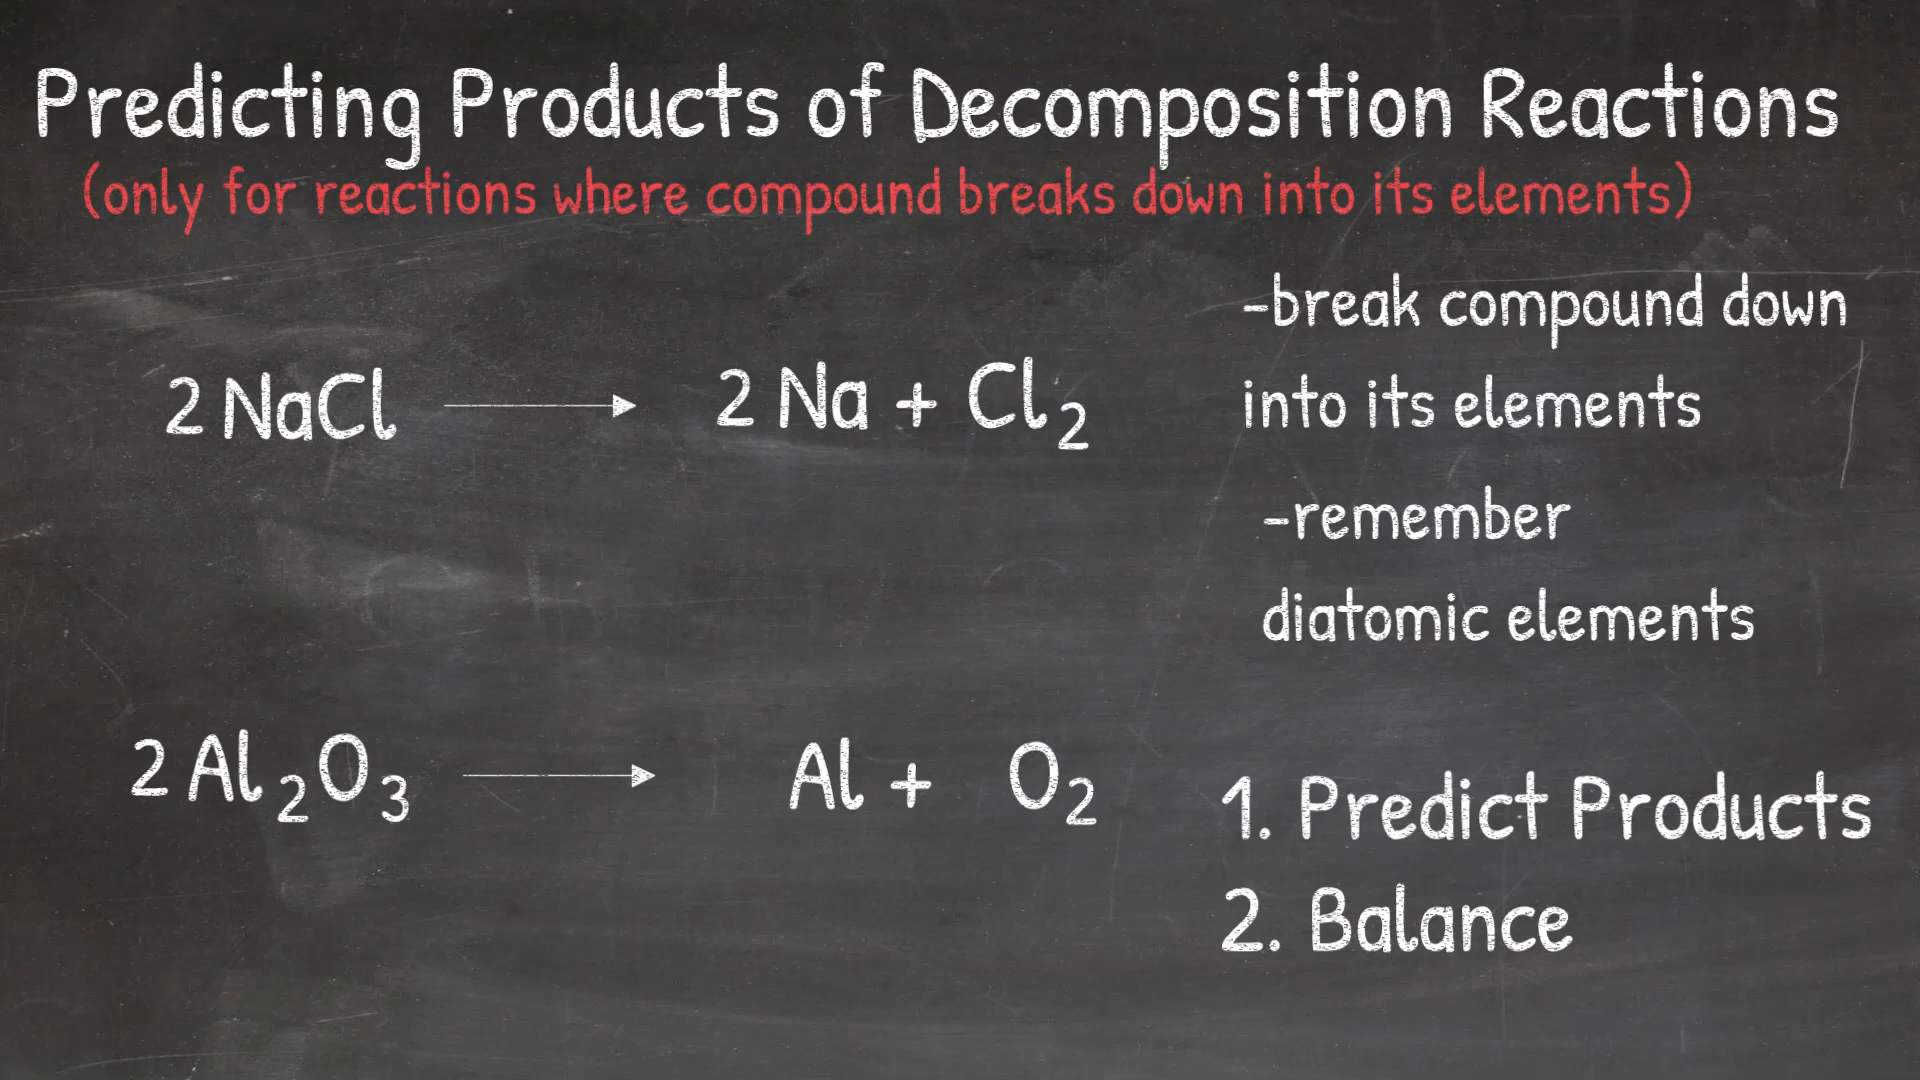 Predicting Products of Decomposition Reactions
(only for reactions where compound breaks down into its elements)
-break compound down
into its elements
2 NaCl → 2 Na + Cl₂
-remember
diatomic elements
2 Al₂O₃ → Al + O₂
1. Predict Products
2. Balance